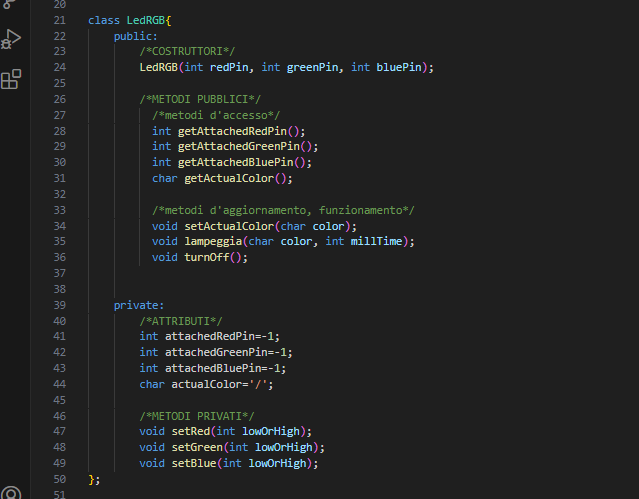 20
21 class LedRGB{
22 public:
23 /*COSTRUTTORI*/
24 LedRGB(int redPin, int greenPin, int bluePin);
25
26 /*METODI PUBBLICI*/
27 /*metodi d'accesso*/
28 int getAttachedRedPin();
29 int getAttachedGreenPin();
30 int getAttachedBluePin();
31 char getActualColor();
32
33 /*metodi d'aggiornamento, funzionamento*/
34 void setActualColor(char color);
35 void lampeggia(char color, int millTime);
36 void turnOff();
37
38
39 private:
40 /*ATTRIBUTI*/
41 int attachedRedPin=-1;
42 int attachedGreenPin=-1;
43 int attachedBluePin=-1;
44 char actualColor='/';
45
46 /*METODI PRIVATI*/
47 void setRed(int lowOrHigh);
48 void setGreen(int lowOrHigh);
49 void setBlue(int lowOrHigh);
50 };
51